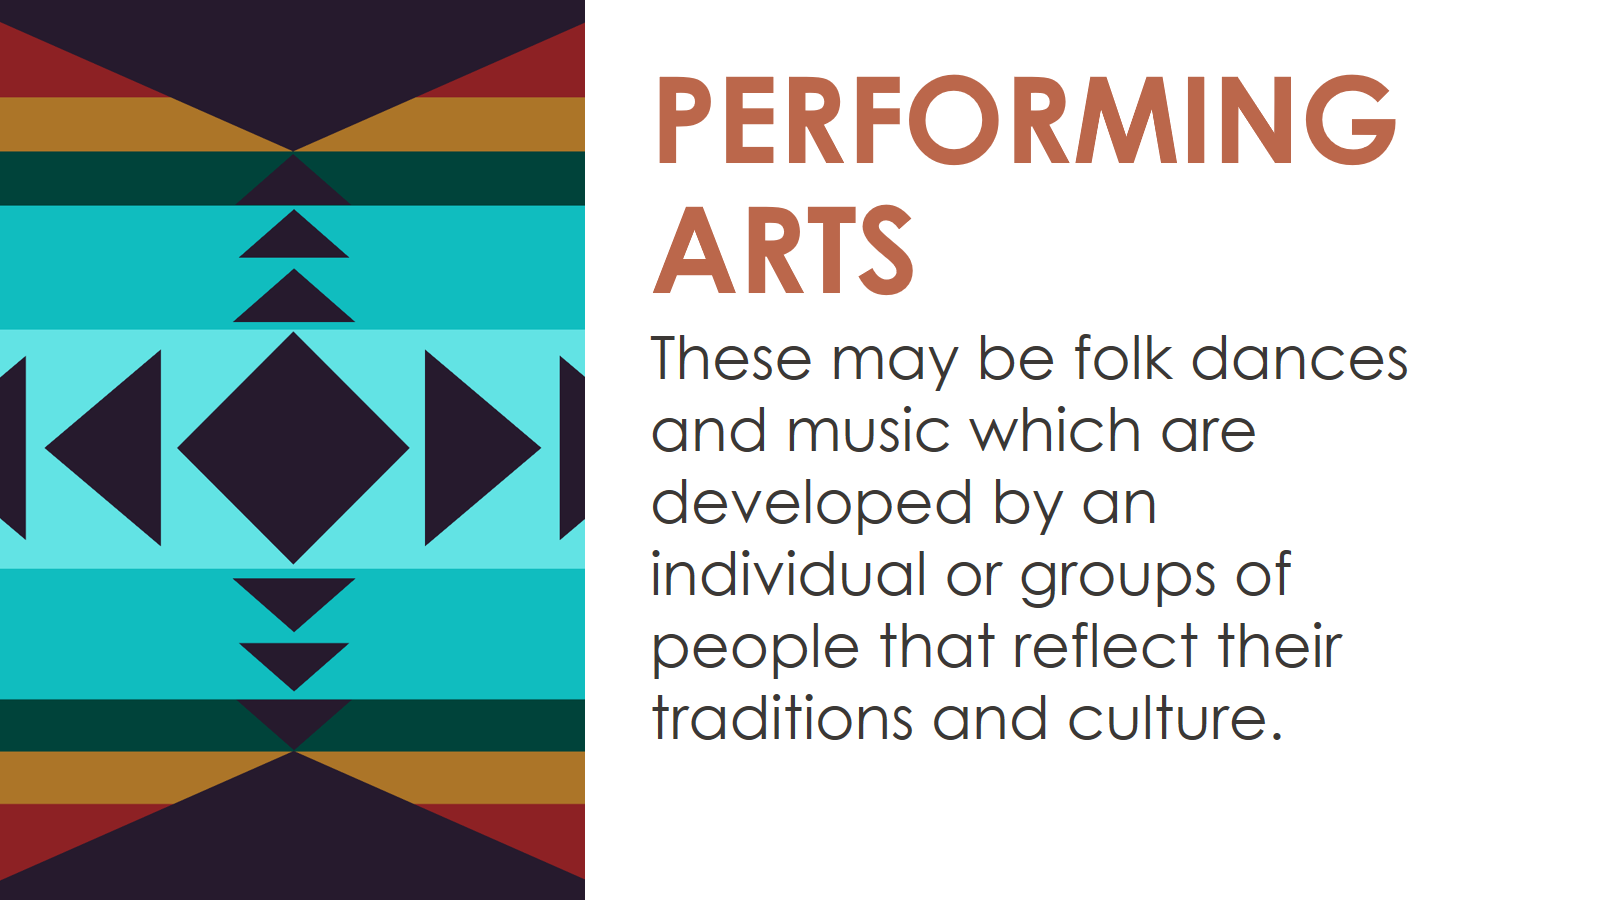 PERFORMING
ARTS
These may be folk dances
and music which are
developed by an
individual or groups of
people that reflect their
traditions and culture.